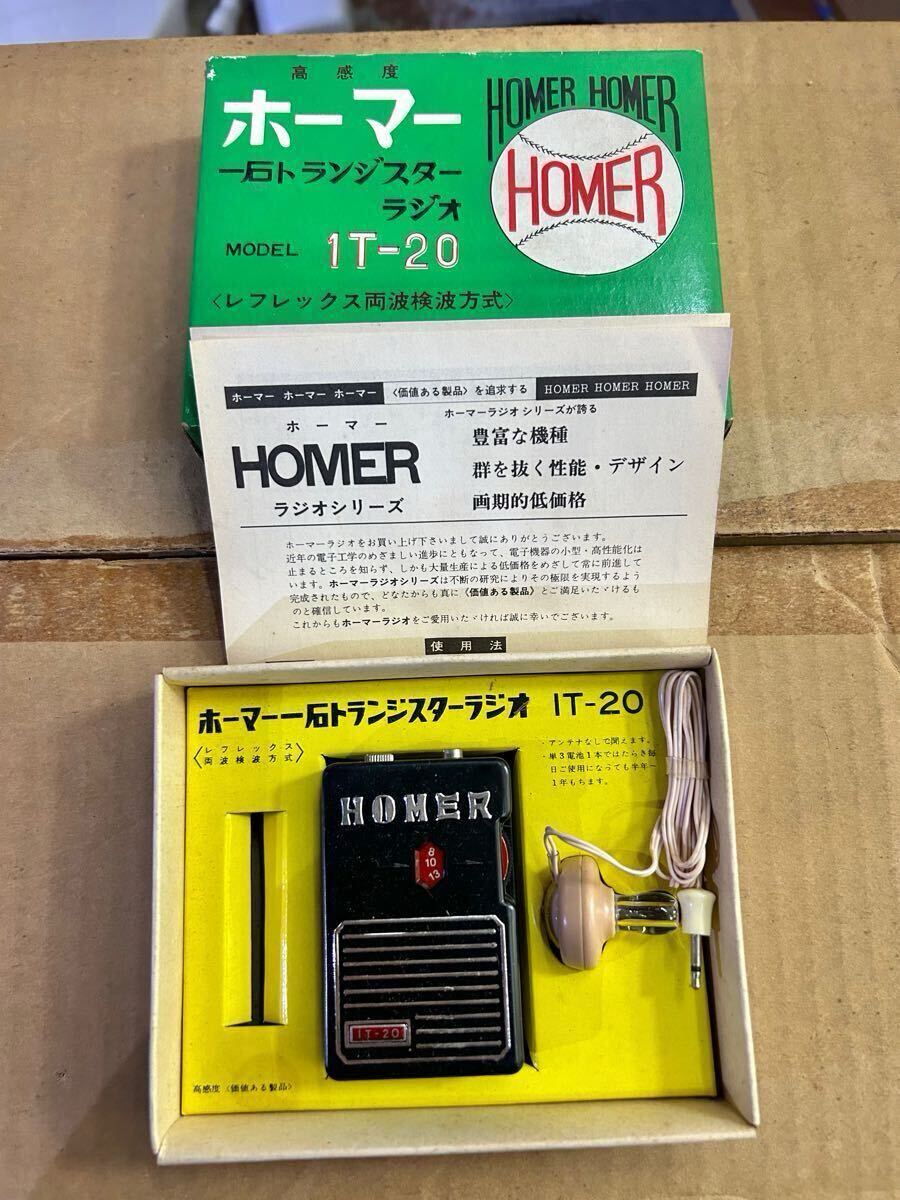 高感度
ホーマー
一石トランジスター
ラジオ
MODEL 1T-20
〈レフレックス両波検波方式〉
HOMER HOMER
HOMER
ホーマー ホーマー ホーマー 〈価値ある製品〉を追求する HOMER HOMER HOMER
ホーマー
HOMER
ラジオシリーズ
ホーマーラジオシリーズが誇る
豊富な機種
群を抜く性能・デザイン
画期的低価格
ホーマーラジオをお買い上げ下さいまして誠にありがとうございます。
近年の電子工学のめざましい進歩にともなって、電子機器の小型・高性能化は
止まるところを知らず、しかも大量生産による低価格をめざして常に前進して
います。ホーマーラジオシリーズは不断の研究によりその極限を実現するよう
完成されたもので、どなたからも真に〈価値ある製品〉とご満足いたゞけるも
のと確信しています。
これからもホーマーラジオをご愛用いたゞければ誠に幸いでございます。
使用法
ホーマー一石トランジスターラジオ 1T-20
〈レフレックス
両波検波方式〉
・アンテナなしで聞えます。
・単3電池1本ではたらき毎
日ご使用になっても半年〜
1年もちます。
HOMER
8
10
13
1T-20
高感度〈価値ある製品〉